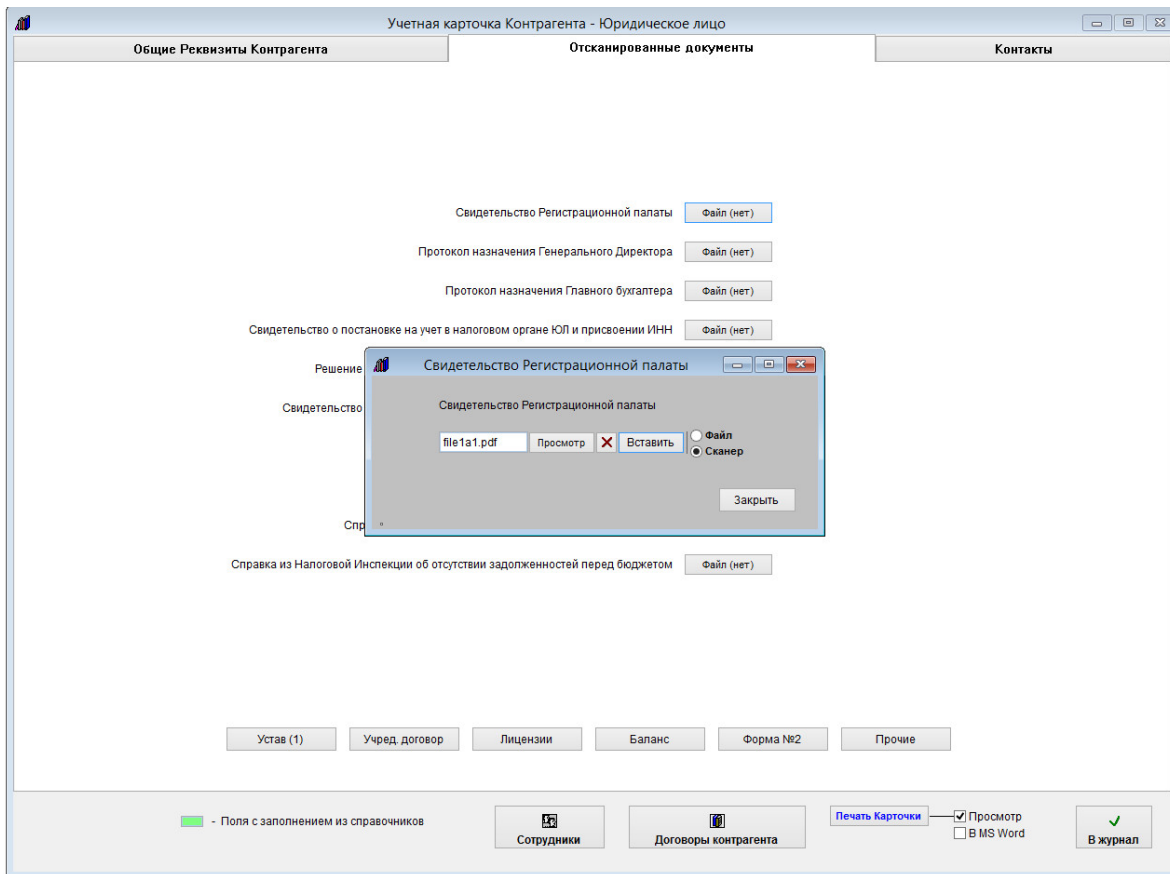 Учетная карточка Контрагента - Юридическое лицо
Общие Реквизиты Контрагента
Отсканированные документы
Контакты
Свидетельство Регистрационной палаты Файл (нет)
Протокол назначения Генерального Директора Файл (нет)
Протокол назначения Главного бухгалтера Файл (нет)
Свидетельство о постановке на учет в налоговом органе ЮЛ и присвоении ИНН Файл (нет)
Решение
Свидетельство
Спр
Свидетельство Регистрационной палаты
Свидетельство Регистрационной палаты
file1a1.pdf Просмотр Вставить
Файл
Сканер
Закрыть
Справка из Налоговой Инспекции об отсутствии задолженностей перед бюджетом Файл (нет)
Устав (1) Учред. договор Лицензии Баланс Форма №2 Прочие
- Поля с заполнением из справочников
Сотрудники
Договоры контрагента
Печать Карточки
Просмотр
В MS Word
В журнал